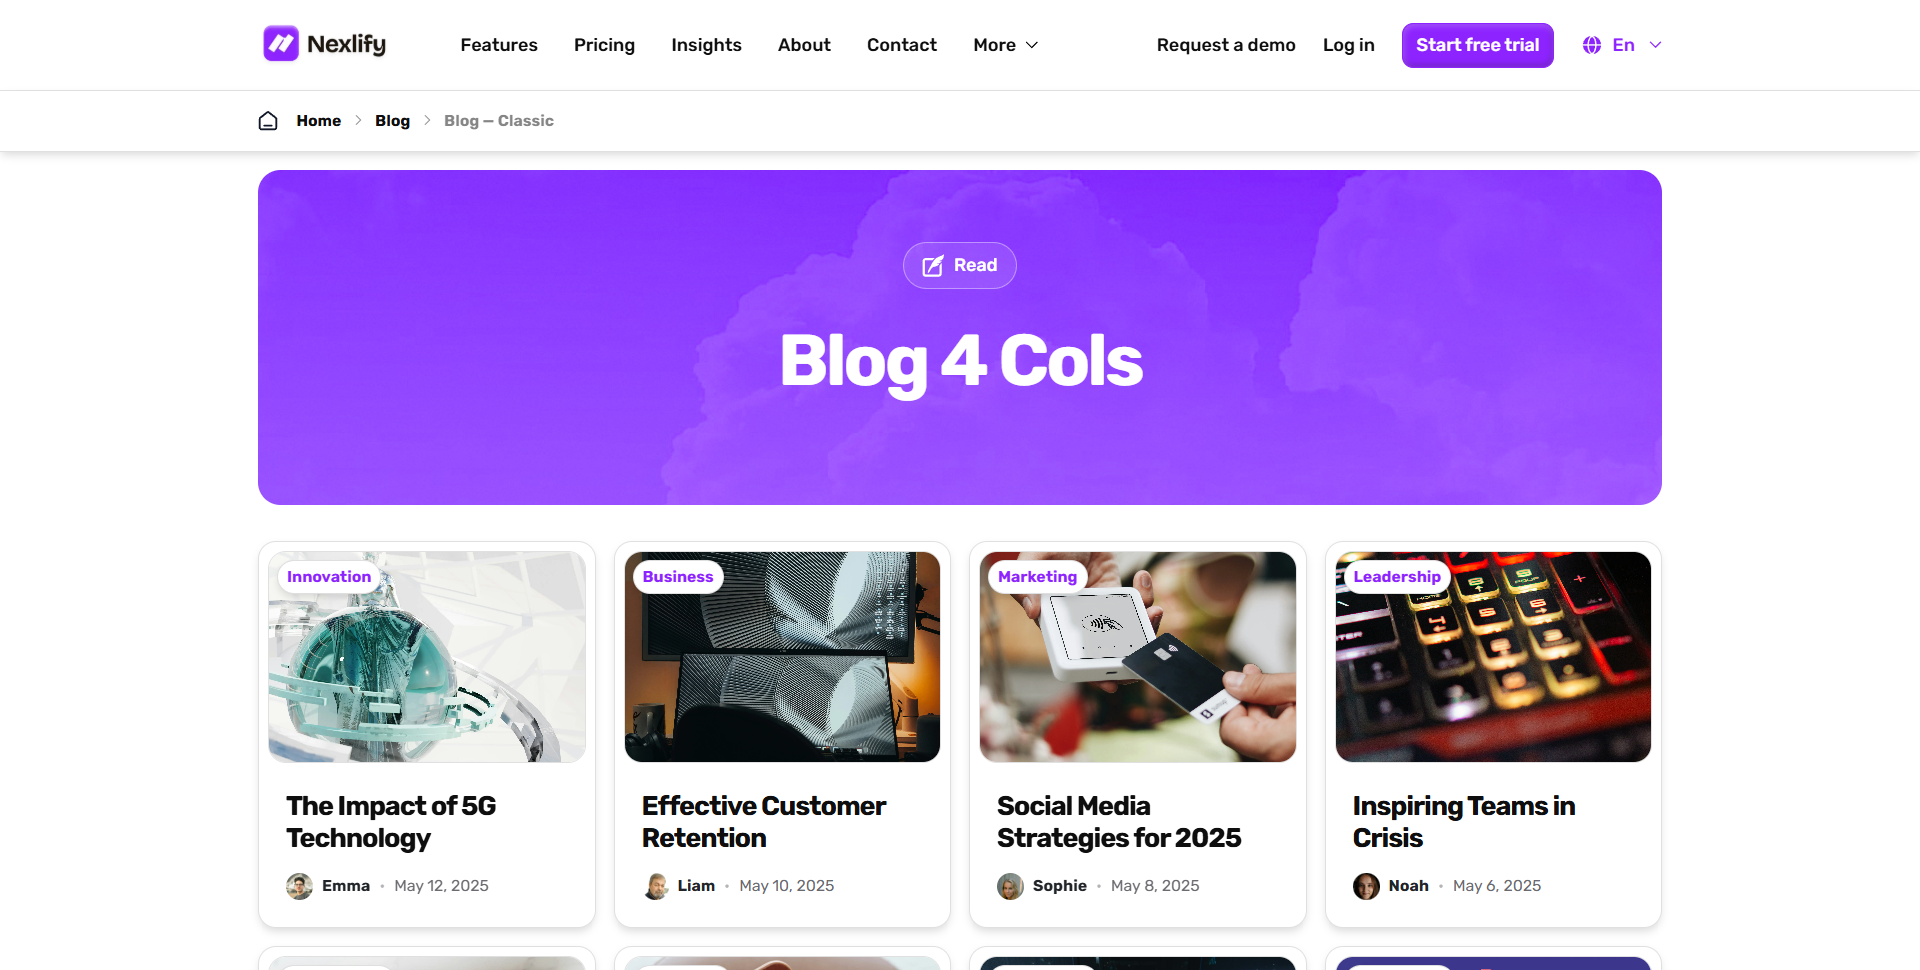 Nexlify
Features
Pricing
Insights
About
Contact
More
Request a demo
Log in
Start free trial
En
Home
Blog
Blog – Classic
Read
Blog 4 Cols
Innovation
Business
Marketing
Leadership
The Impact of 5G
Technology
Emma • May 12, 2025
Effective Customer
Retention
Liam • May 10, 2025
Social Media
Strategies for 2025
Sophie • May 8, 2025
Inspiring Teams in
Crisis
Noah • May 6, 2025